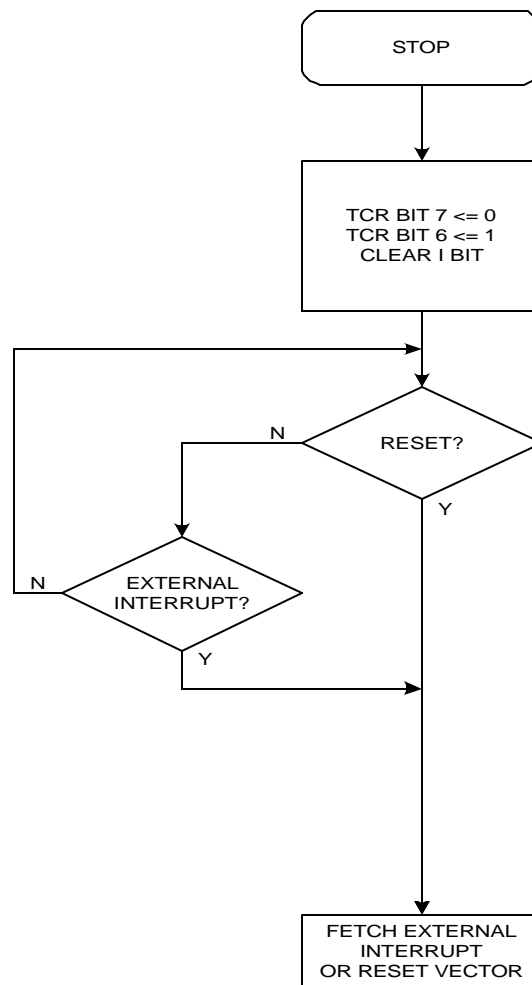 STOP
TCR BIT 7 <= 0
TCR BIT 6 <= 1
CLEAR I BIT
N
RESET?
Y
N
EXTERNAL
INTERRUPT?
Y
FETCH EXTERNAL
INTERRUPT
OR RESET VECTOR